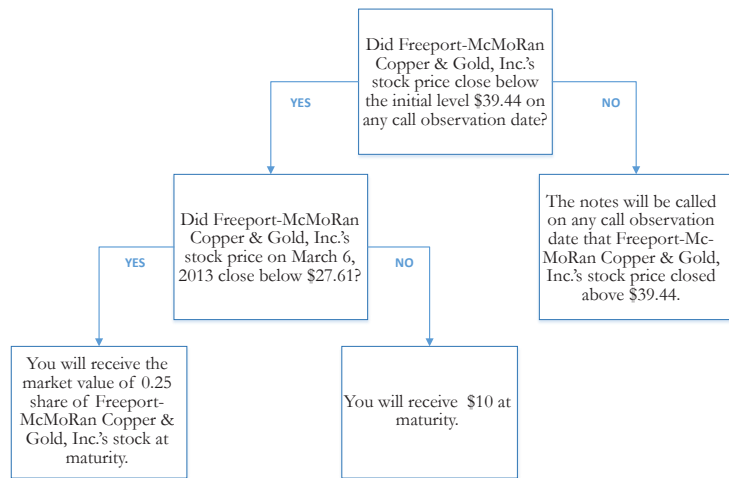 Did Freeport-McMoRan
Copper & Gold, Inc.'s
stock price close below
the initial level $39.44 on
any call observation date?
YES
NO
Did Freeport-McMoRan
Copper & Gold, Inc.'s
stock price on March 6,
2013 close below $27.61?
The notes will be called
on any call observation
date that Freeport-Mc-
MoRan Copper & Gold,
Inc.'s stock price closed
above $39.44.
YES
NO
You will receive the
market value of 0.25
share of Freeport-
McMoRan Copper &
Gold, Inc.'s stock at
maturity.
You will receive $10 at
maturity.